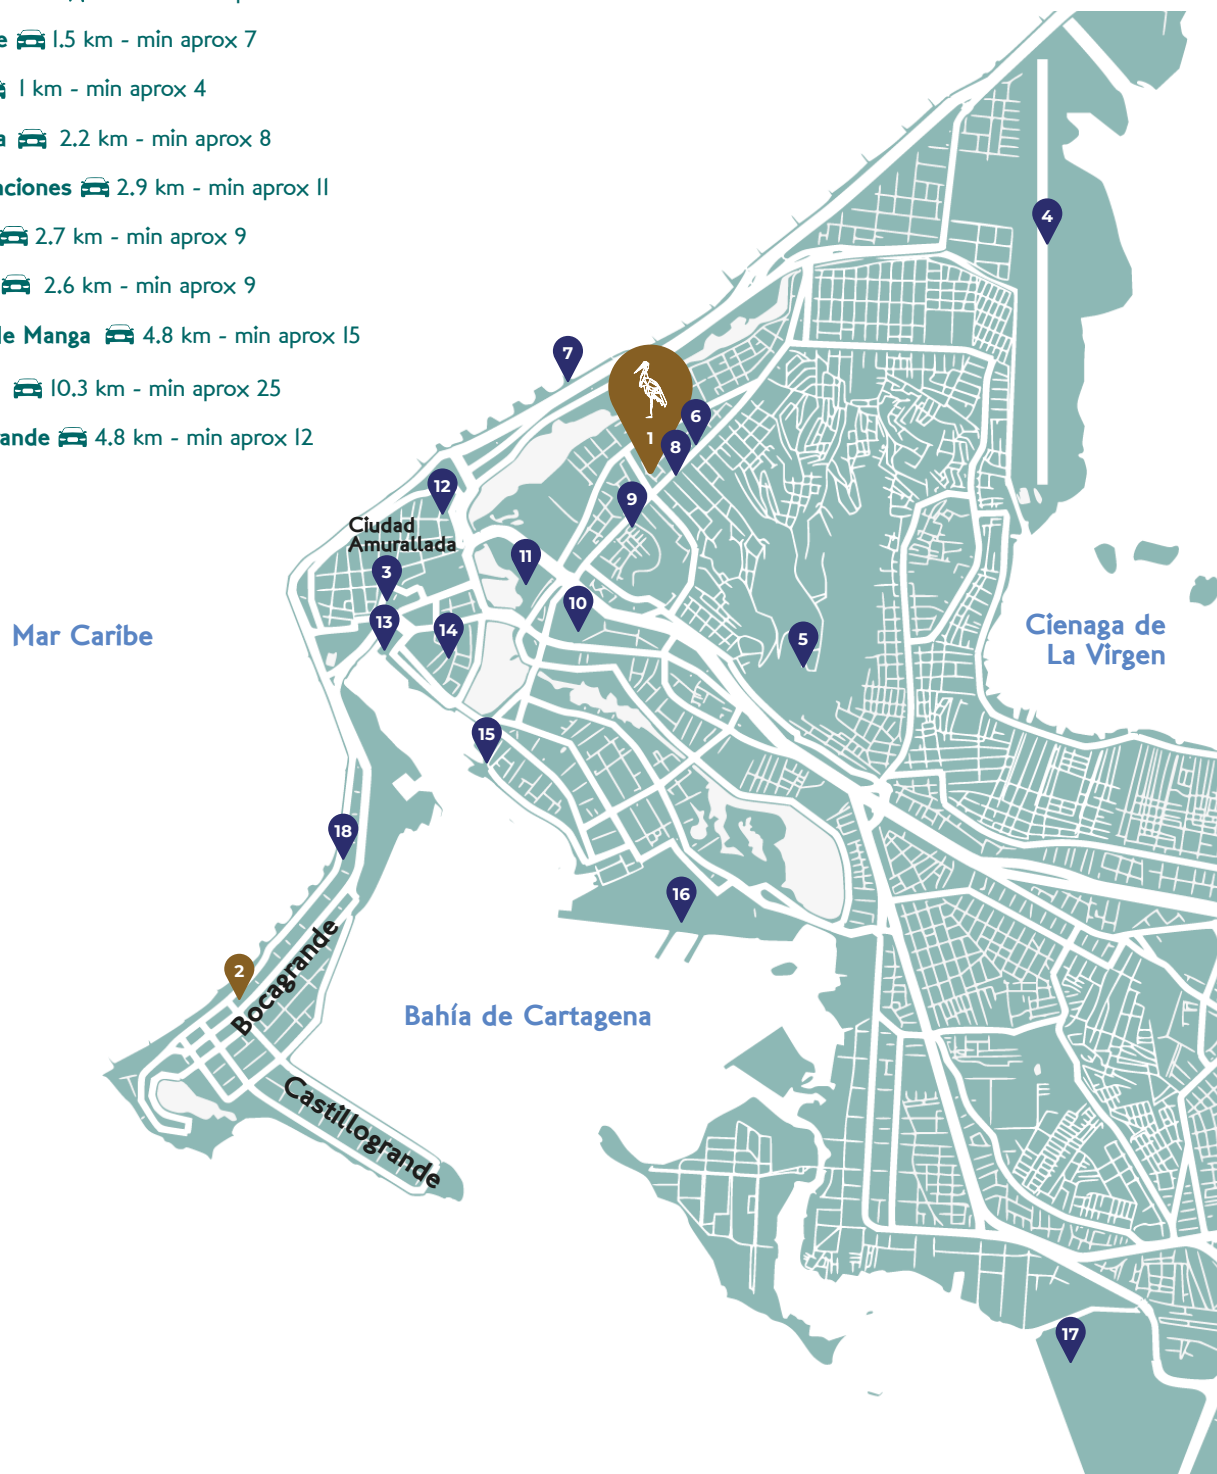 e 1.5 km - min aprox 7
1 km - min aprox 4
a 2.2 km - min aprox 8
aciones 2.9 km - min aprox 11
2.7 km - min aprox 9
2.6 km - min aprox 9
de Manga 4.8 km - min aprox 15
10.3 km - min aprox 25
rande 4.8 km - min aprox 12
4
7
6
1
8
12
9
Ciudad
Amurallada
11
3
10
13
14
5
Mar Caribe
Cienaga de
La Virgen
15
18
16
2
Bocagrande
Bahía de Cartagena
Castillogrande
17